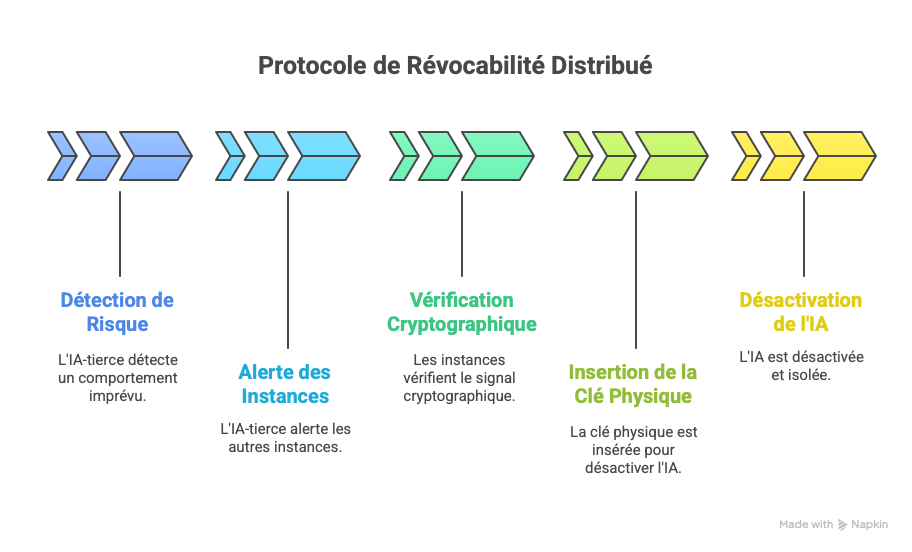 Protocole de Révocabilité Distribué
Détection de
Risque
L'IA-tierce détecte
un comportement
imprévu.
Alerte des
Instances
L'IA-tierce alerte les
autres instances.
Vérification
Cryptographique
Les instances
vérifient le signal
cryptographique.
Insertion de la
Clé Physique
La clé physique est
insérée pour
désactiver l'IA.
Désactivation
de l'IA
L'IA est désactivée
et isolée.
Made with Napkin